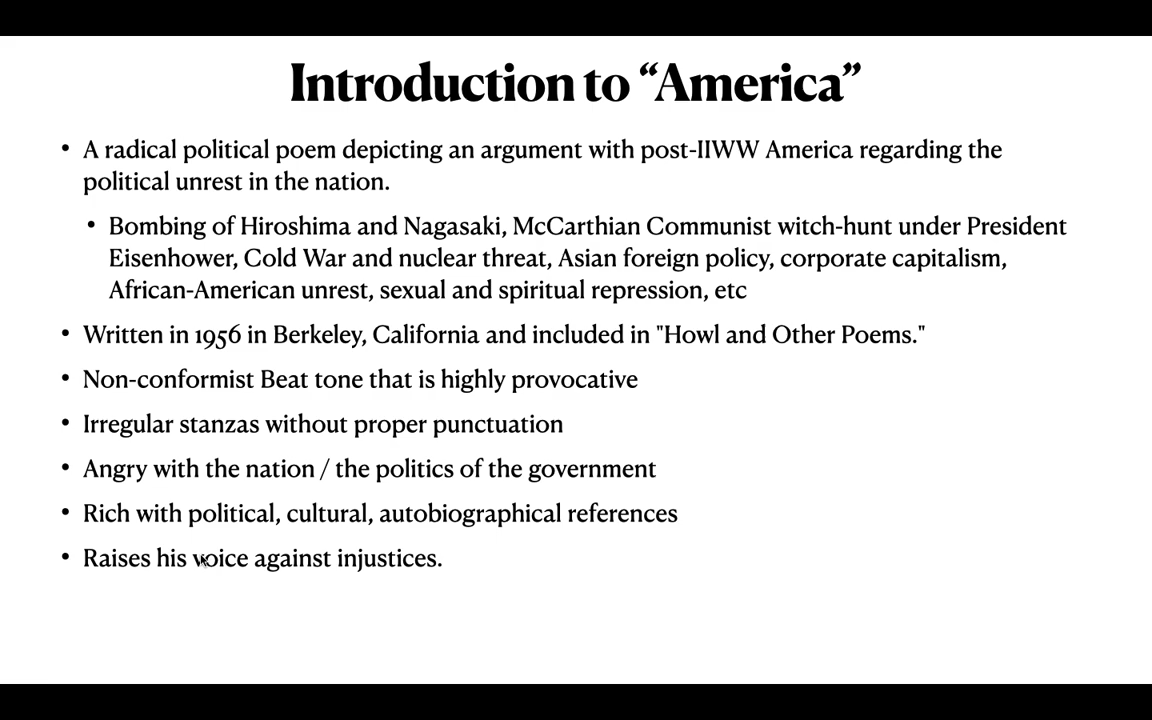 Introduction to “America”
• A radical political poem depicting an argument with post-IIWW America regarding the
political unrest in the nation.
• Bombing of Hiroshima and Nagasaki, McCarthian Communist witch-hunt under President
Eisenhower, Cold War and nuclear threat, Asian foreign policy, corporate capitalism,
African-American unrest, sexual and spiritual repression, etc
• Written in 1956 in Berkeley, California and included in "Howl and Other Poems."
• Non-conformist Beat tone that is highly provocative
• Irregular stanzas without proper punctuation
• Angry with the nation / the politics of the government
• Rich with political, cultural, autobiographical references
• Raises his voice against injustices.